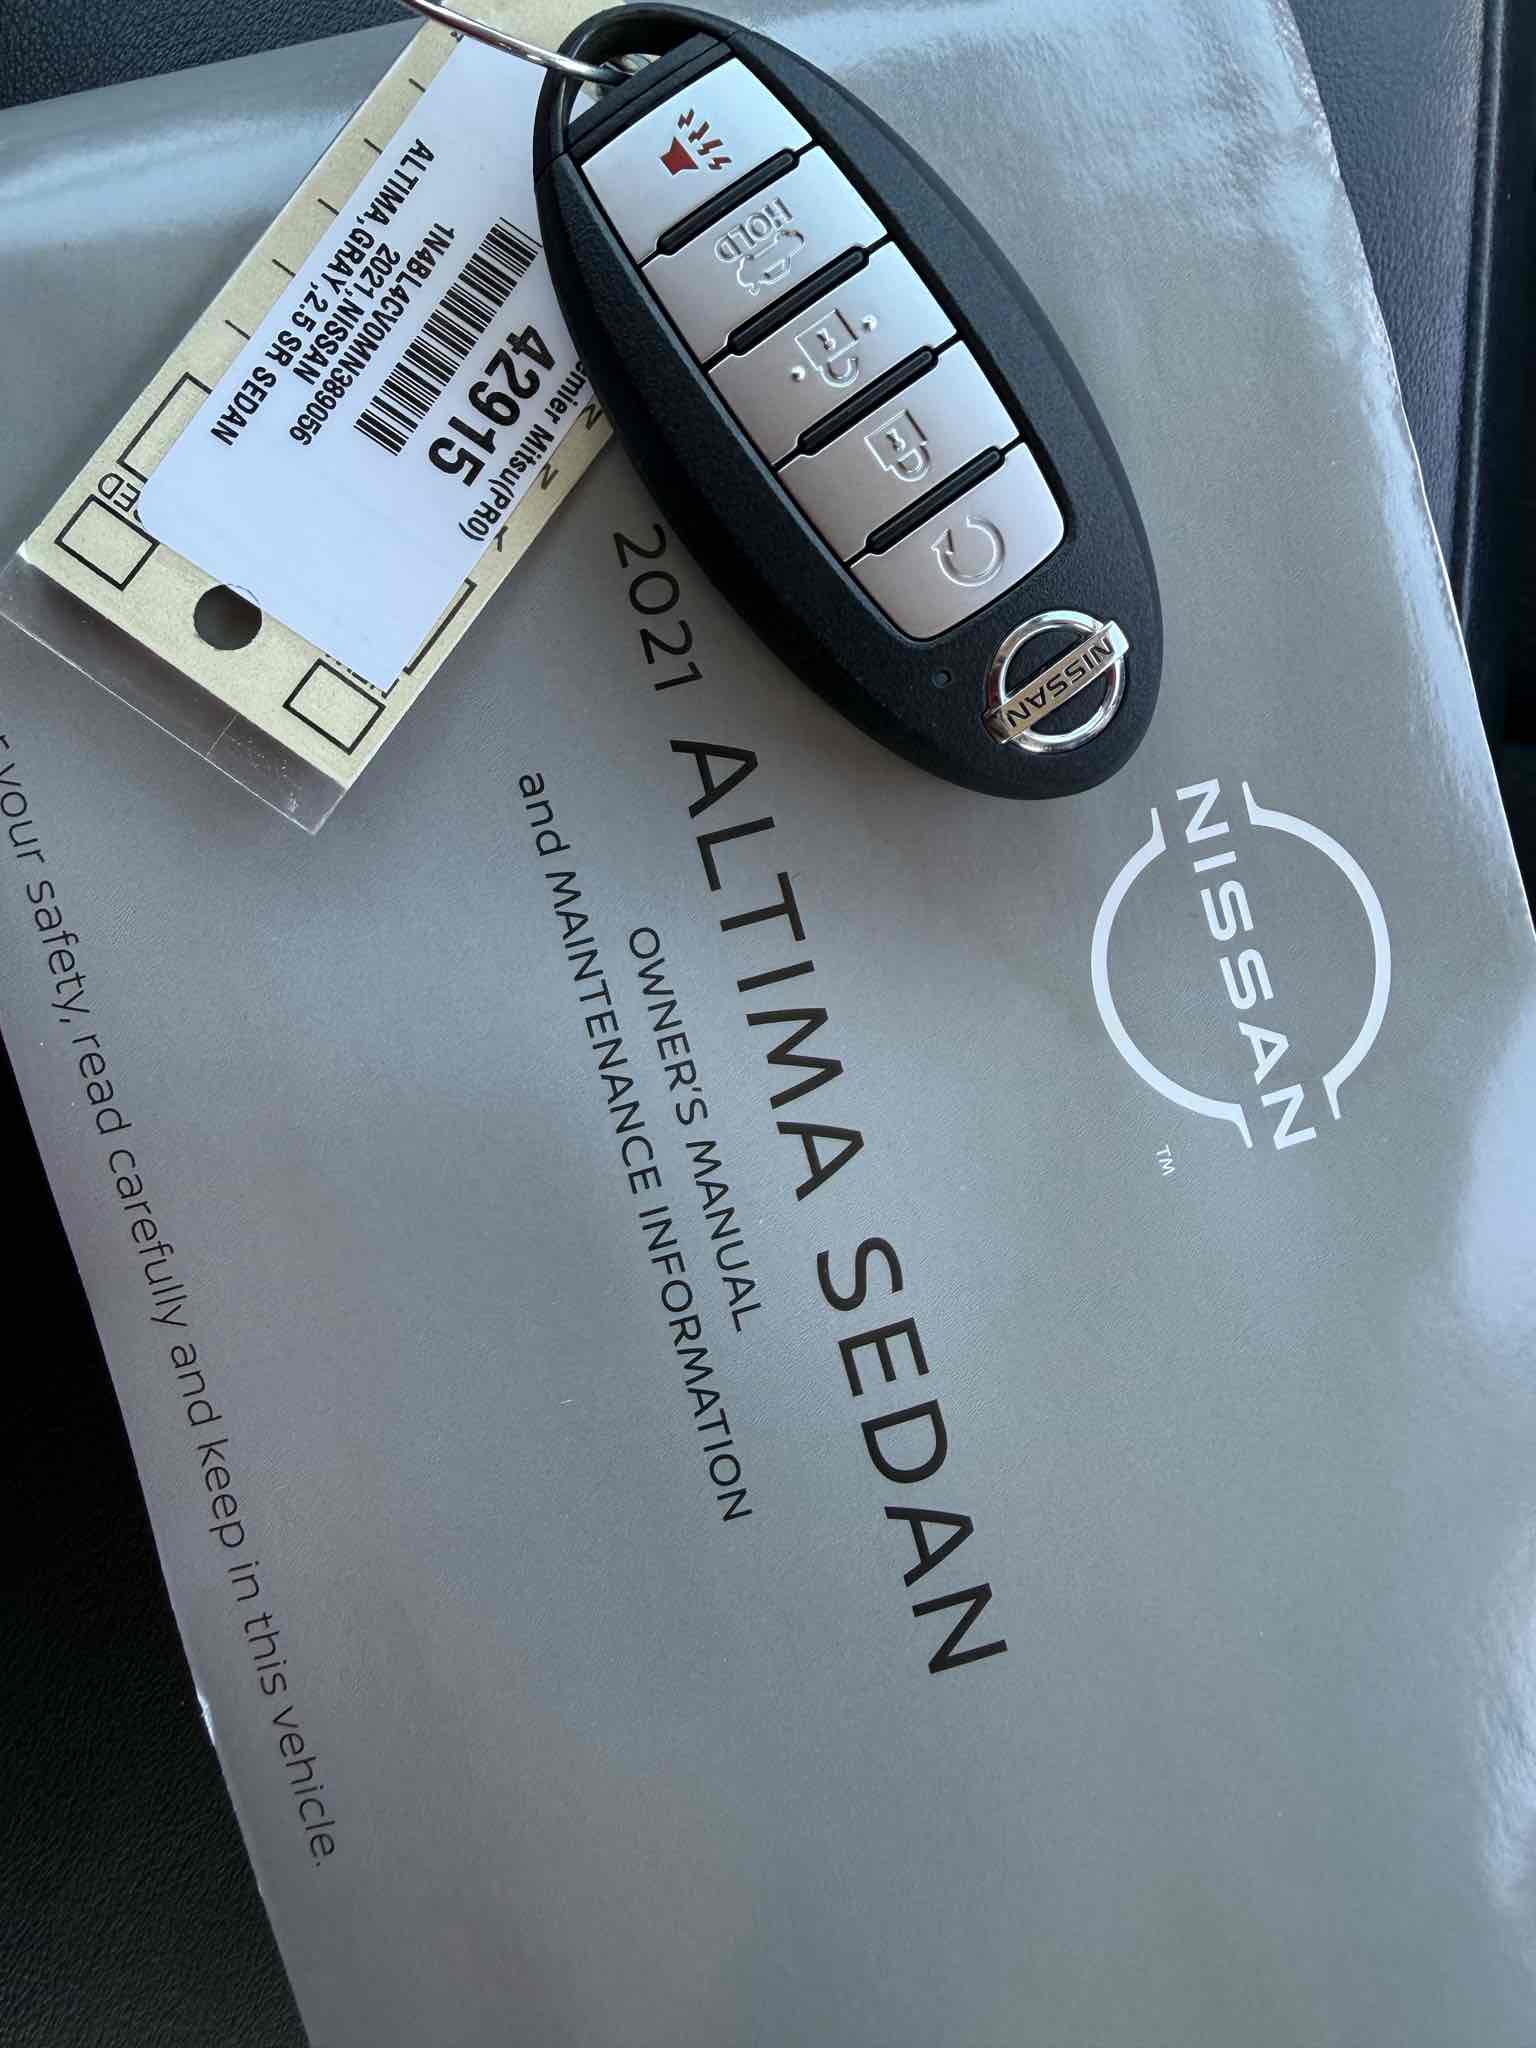 emier Mitsu(PR0)
42915
1N4BL4CV0MN389056
2021,NISSAN
ALTIMA,GRAY,2.5 SR SEDAN
HOLD
NISSAN
NISSAN
TM
2021 ALTIMA SEDAN
OWNER'S MANUAL
and MAINTENANCE INFORMATION
your safety, read carefully and keep in this vehicle.